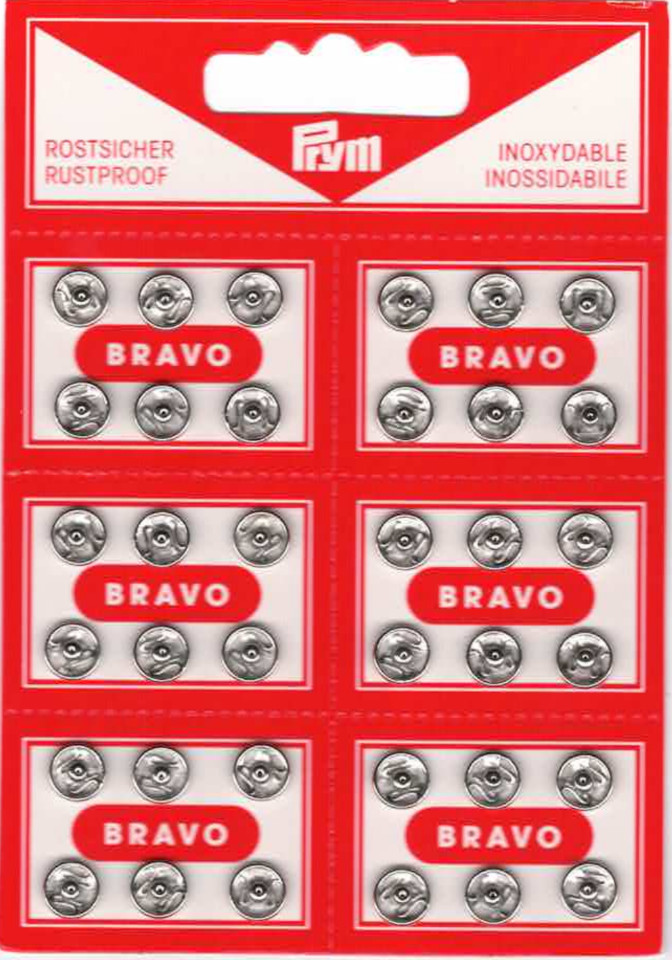 ROSTSICHER
RUSTPROOF
Prym
INOXYDABLE
INOSSIDABILE
BRAVO
BRAVO
BRAVO
BRAVO
BRAVO
BRAVO